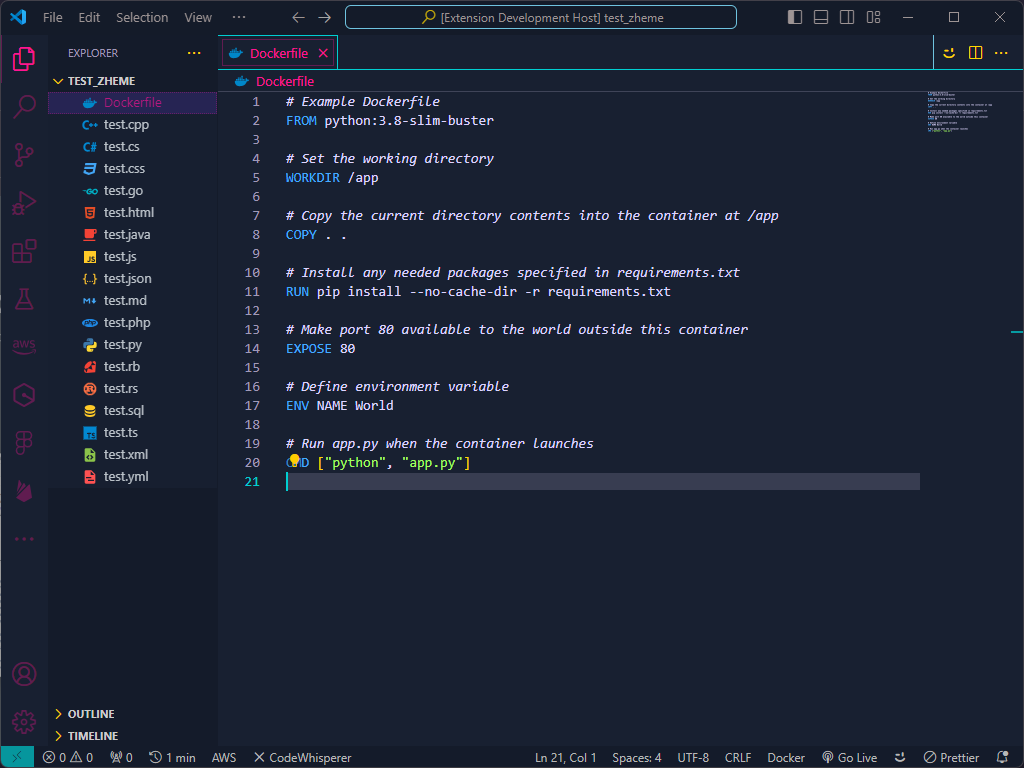 File Edit Selection View ··· [Extension Development Host] test_zheme
EXPLORER ···
TEST_ZHEME
Dockerfile
test.cpp
test.cs
test.css
test.go
test.html
test.java
test.js
test.json
test.md
test.php
test.py
test.rb
test.rs
test.sql
test.ts
test.xml
test.yml
OUTLINE
TIMELINE
aws
Dockerfile
Dockerfile
1 # Example Dockerfile
2 FROM python:3.8-slim-buster
3
4 # Set the working directory
5 WORKDIR /app
6
7 # Copy the current directory contents into the container at /app
8 COPY . .
9
10 # Install any needed packages specified in requirements.txt
11 RUN pip install --no-cache-dir -r requirements.txt
12
13 # Make port 80 available to the world outside this container
14 EXPOSE 80
15
16 # Define environment variable
17 ENV NAME World
18
19 # Run app.py when the container launches
20 CMD ["python", "app.py"]
21
0 0 0 1 min AWS CodeWhisperer Ln 21, Col 1 Spaces: 4 UTF-8 CRLF Docker Go Live Prettier